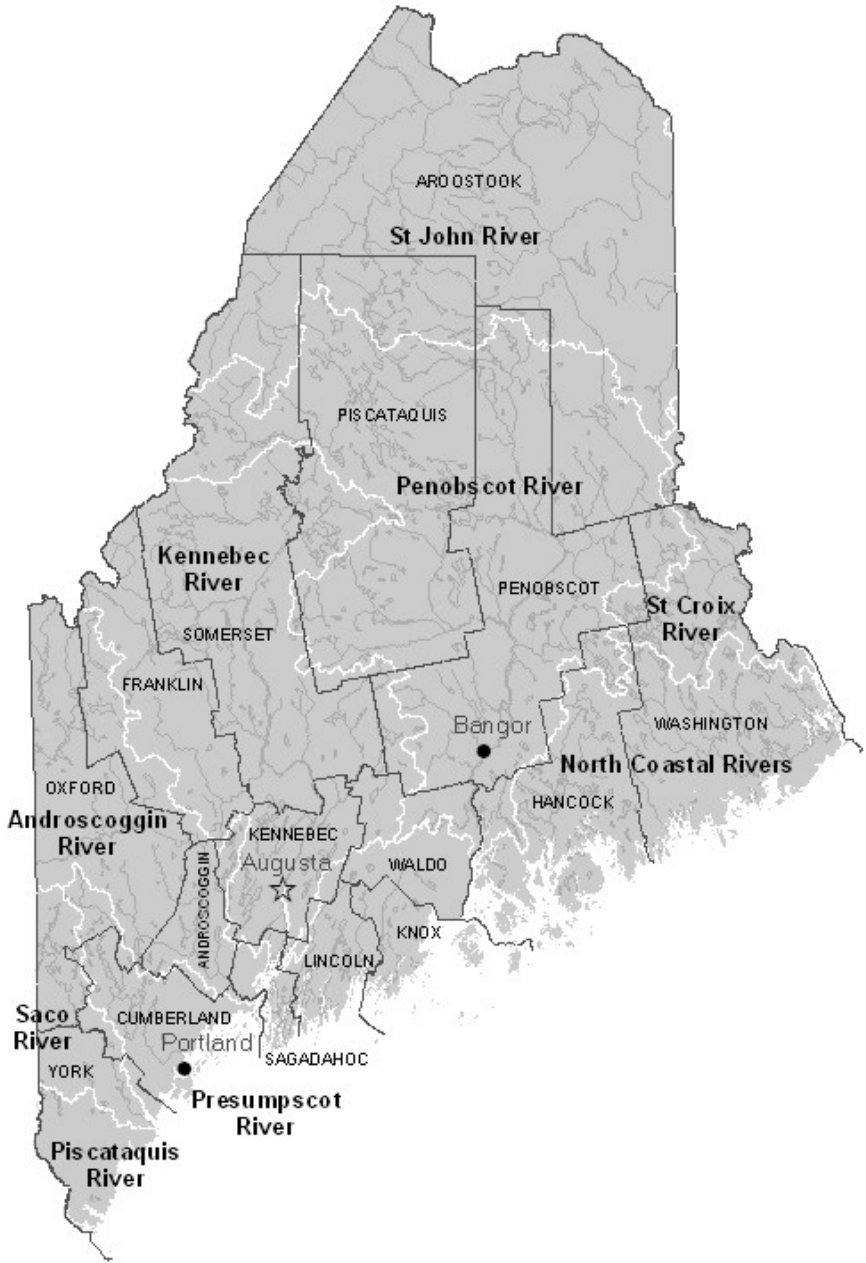 AROOSTOOK
St John River
PISCATAQUIS
Penobscot River
Kennebec
River
PENOBSCOT
St Croix
River
SOMERSET
FRANKLIN
Bangor
WASHINGTON
North Coastal Rivers
OXFORD
HANCOCK
Androscoggin
River
KENNEBEC
Augusta
WALDO
ANDROSCOGGIN
KNOX
LINCOLN
Saco
River
CUMBERLAND
Portland
SAGADAHOC
YORK
Presumpscot
River
Piscataquis
River